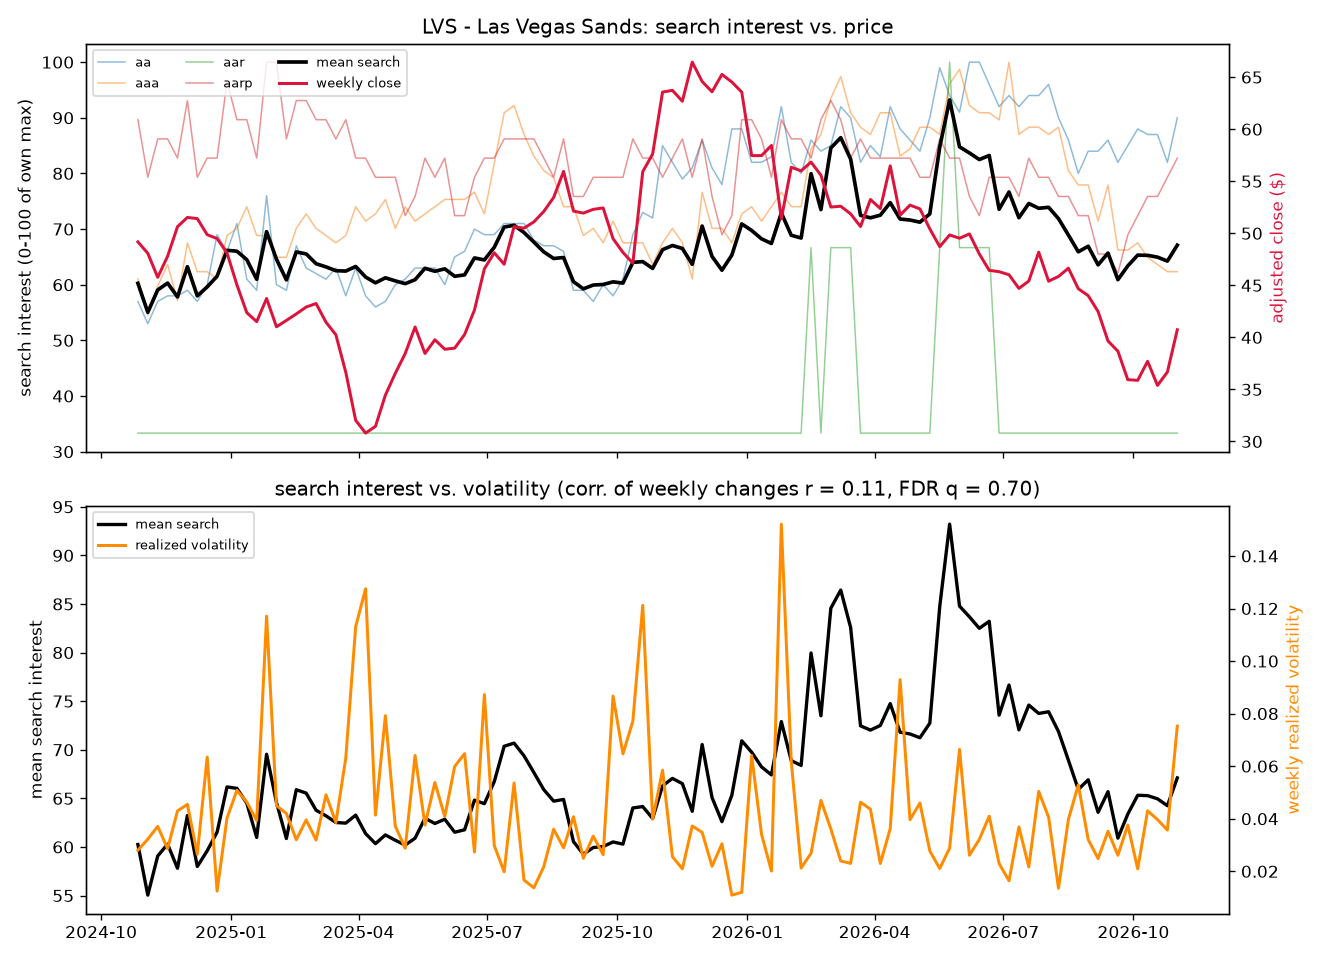 LVS - Las Vegas Sands: search interest vs. price
aa
aaa
aar
aarp
mean search
weekly close
search interest (0-100 of own max)
100
90
80
70
60
50
40
30
adjusted close ($)
65
60
55
50
45
40
35
30
search interest vs. volatility (corr. of weekly changes r = 0.11, FDR q = 0.70)
mean search
realized volatility
mean search interest
95
90
85
80
75
70
65
60
55
weekly realized volatility
0.14
0.12
0.10
0.08
0.06
0.04
0.02
2024-10
2025-01
2025-04
2025-07
2025-10
2026-01
2026-04
2026-07
2026-10